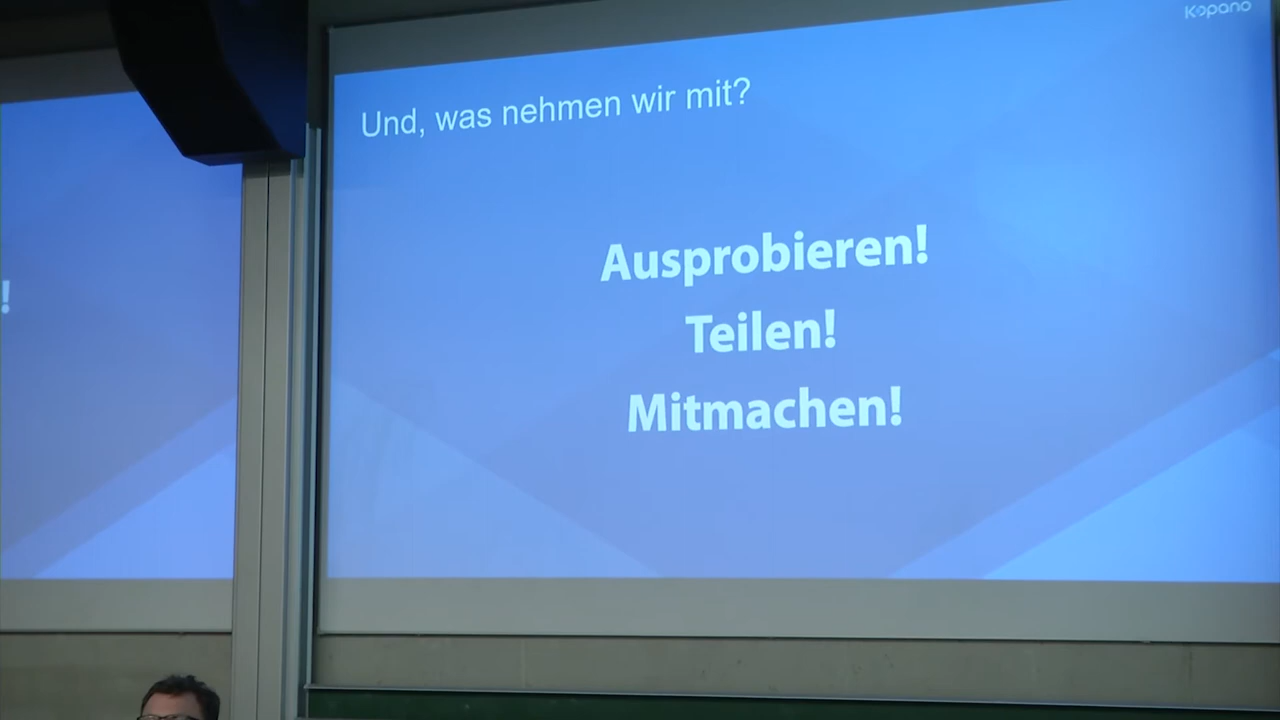 Kopano
Und, was nehmen wir mit?
Ausprobieren!
!
Teilen!
Mitmachen!